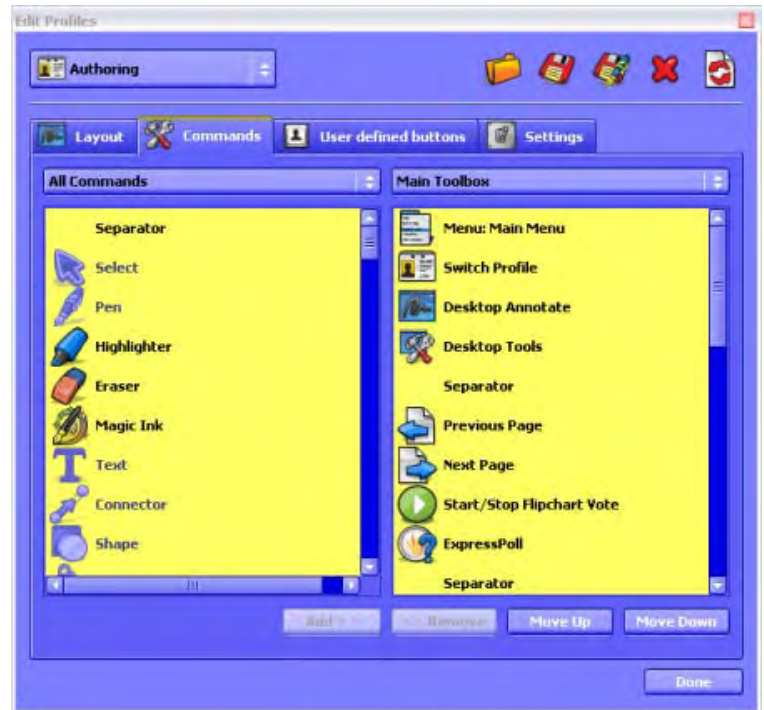 Edit Profiles
Authoring
Layout
Commands
User defined buttons
Settings
All Commands
Main Toolbox
Separator
Select
Pen
Highlighter
Eraser
Magic Ink
Text
Connector
Shape
Menu: Main Menu
Switch Profile
Desktop Annotate
Desktop Tools
Separator
Previous Page
Next Page
Start/Stop Flipchart Vote
ExpressPoll
Separator
Add >>
<< Remove
Move Up
Move Down
Done